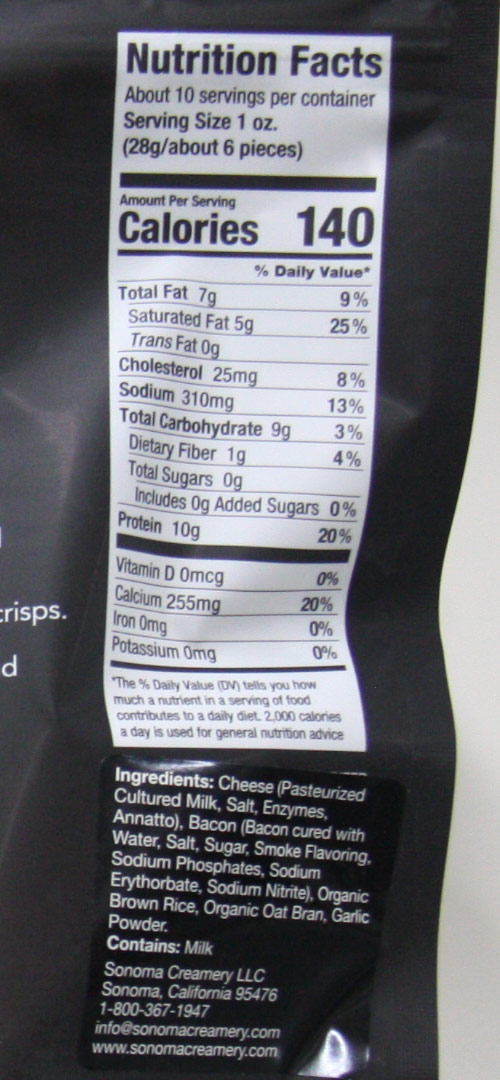 Nutrition Facts
About 10 servings per container
Serving Size 1 oz.
(28g/about 6 pieces)
Amount Per Serving
Calories 140
% Daily Value*
Total Fat 7g 9%
Saturated Fat 5g 25%
Trans Fat 0g
Cholesterol 25mg 8%
Sodium 310mg 13%
Total Carbohydrate 9g 3%
Dietary Fiber 1g 4%
Total Sugars 0g
Includes 0g Added Sugars 0%
Protein 10g 20%
Vitamin D 0mcg 0%
Calcium 255mg 20%
Iron 0mg 0%
Potassium 0mg 0%
*The % Daily Value (DV) tells you how
much a nutrient in a serving of food
contributes to a daily diet. 2,000 calories
a day is used for general nutrition advice
crisps.
d
Ingredients: Cheese (Pasteurized
Cultured Milk, Salt, Enzymes,
Annatto), Bacon (Bacon cured with
Water, Salt, Sugar, Smoke Flavoring,
Sodium Phosphates, Sodium
Erythorbate, Sodium Nitrite), Organic
Brown Rice, Organic Oat Bran, Garlic
Powder.
Contains: Milk
Sonoma Creamery LLC
Sonoma, California 95476
1-800-367-1947
info@sonomacreamery.com
www.sonomacreamery.com